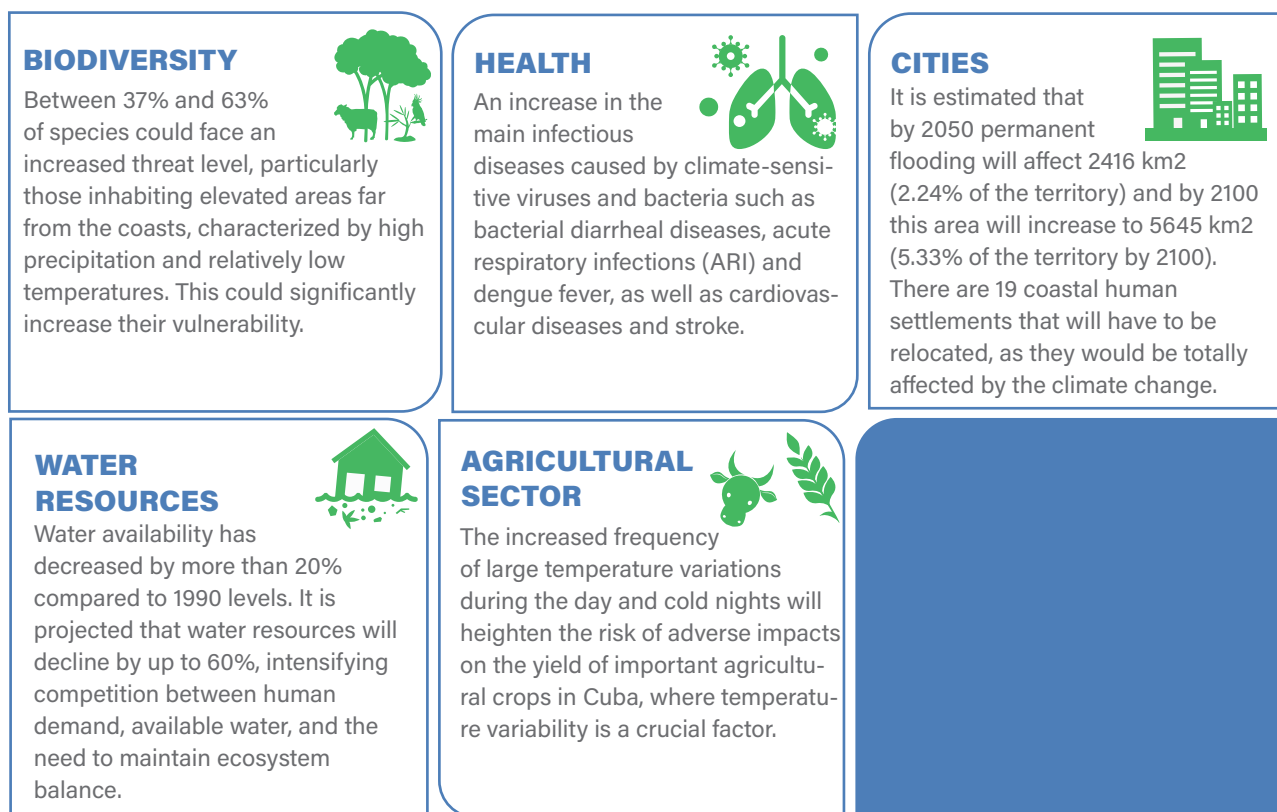 BIODIVERSITY
Between 37% and 63%
of species could face an
increased threat level, particularly
those inhabiting elevated areas far
from the coasts, characterized by high
precipitation and relatively low
temperatures. This could significantly
increase their vulnerability.
HEALTH
An increase in the
main infectious
diseases caused by climate-sensi-
tive viruses and bacteria such as
bacterial diarrheal diseases, acute
respiratory infections (ARI) and
dengue fever, as well as cardiovas-
cular diseases and stroke.
CITIES
It is estimated that
by 2050 permanent
flooding will affect 2416 km2
(2.24% of the territory) and by 2100
this area will increase to 5645 km2
(5.33% of the territory by 2100).
There are 19 coastal human
settlements that will have to be
relocated, as they would be totally
affected by the climate change.
WATER
RESOURCES
Water availability has
decreased by more than 20%
compared to 1990 levels. It is
projected that water resources will
decline by up to 60%, intensifying
competition between human
demand, available water, and the
need to maintain ecosystem
balance.
AGRICULTURAL
SECTOR
The increased frequency
of large temperature variations
during the day and cold nights will
heighten the risk of adverse impacts
on the yield of important agricultu-
ral crops in Cuba, where temperatu-
re variability is a crucial factor.